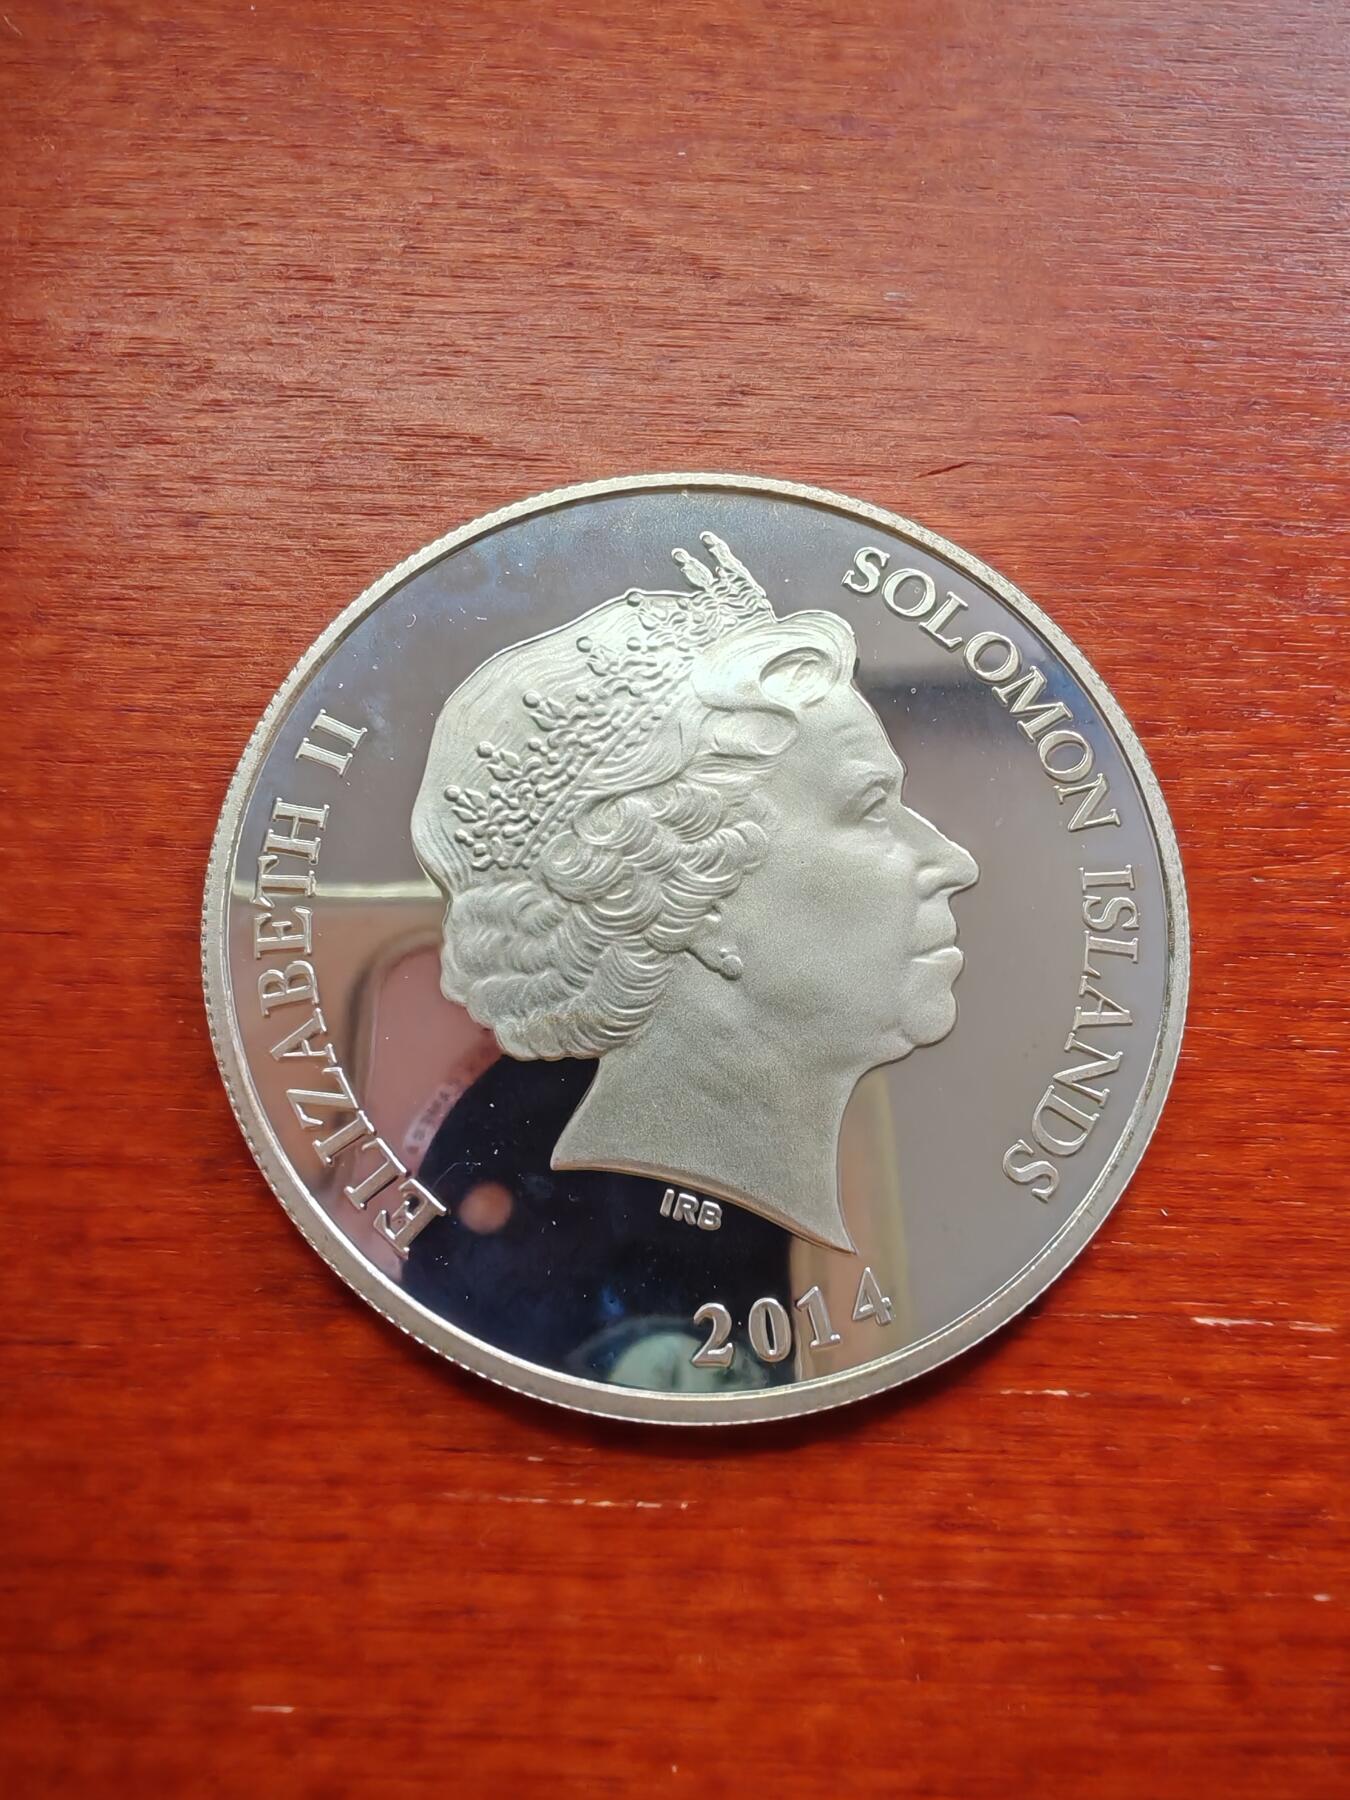 ELIZABETH II
SOLOMON ISLANDS
IRB
2014